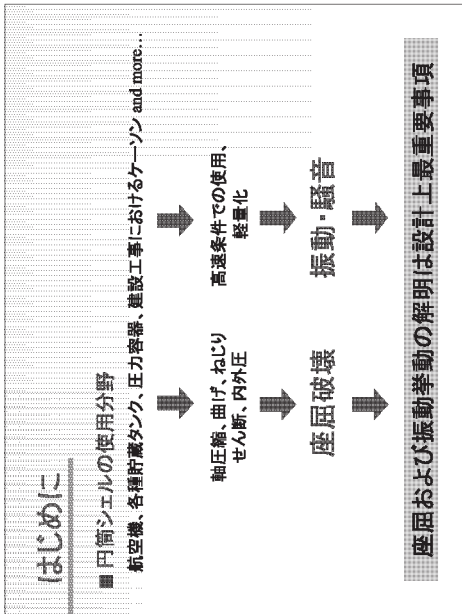 はじめに
■ 円筒シェルの使用分野
航空機、各種貯蔵タンク、圧力容器、建設工事におけるケーソン and more…
軸圧縮、曲げ、ねじり
せん断、内外圧
高速条件での使用、
軽量化
座屈破壊
振動・騒音
座屈および振動挙動の解明は設計上最重要事項